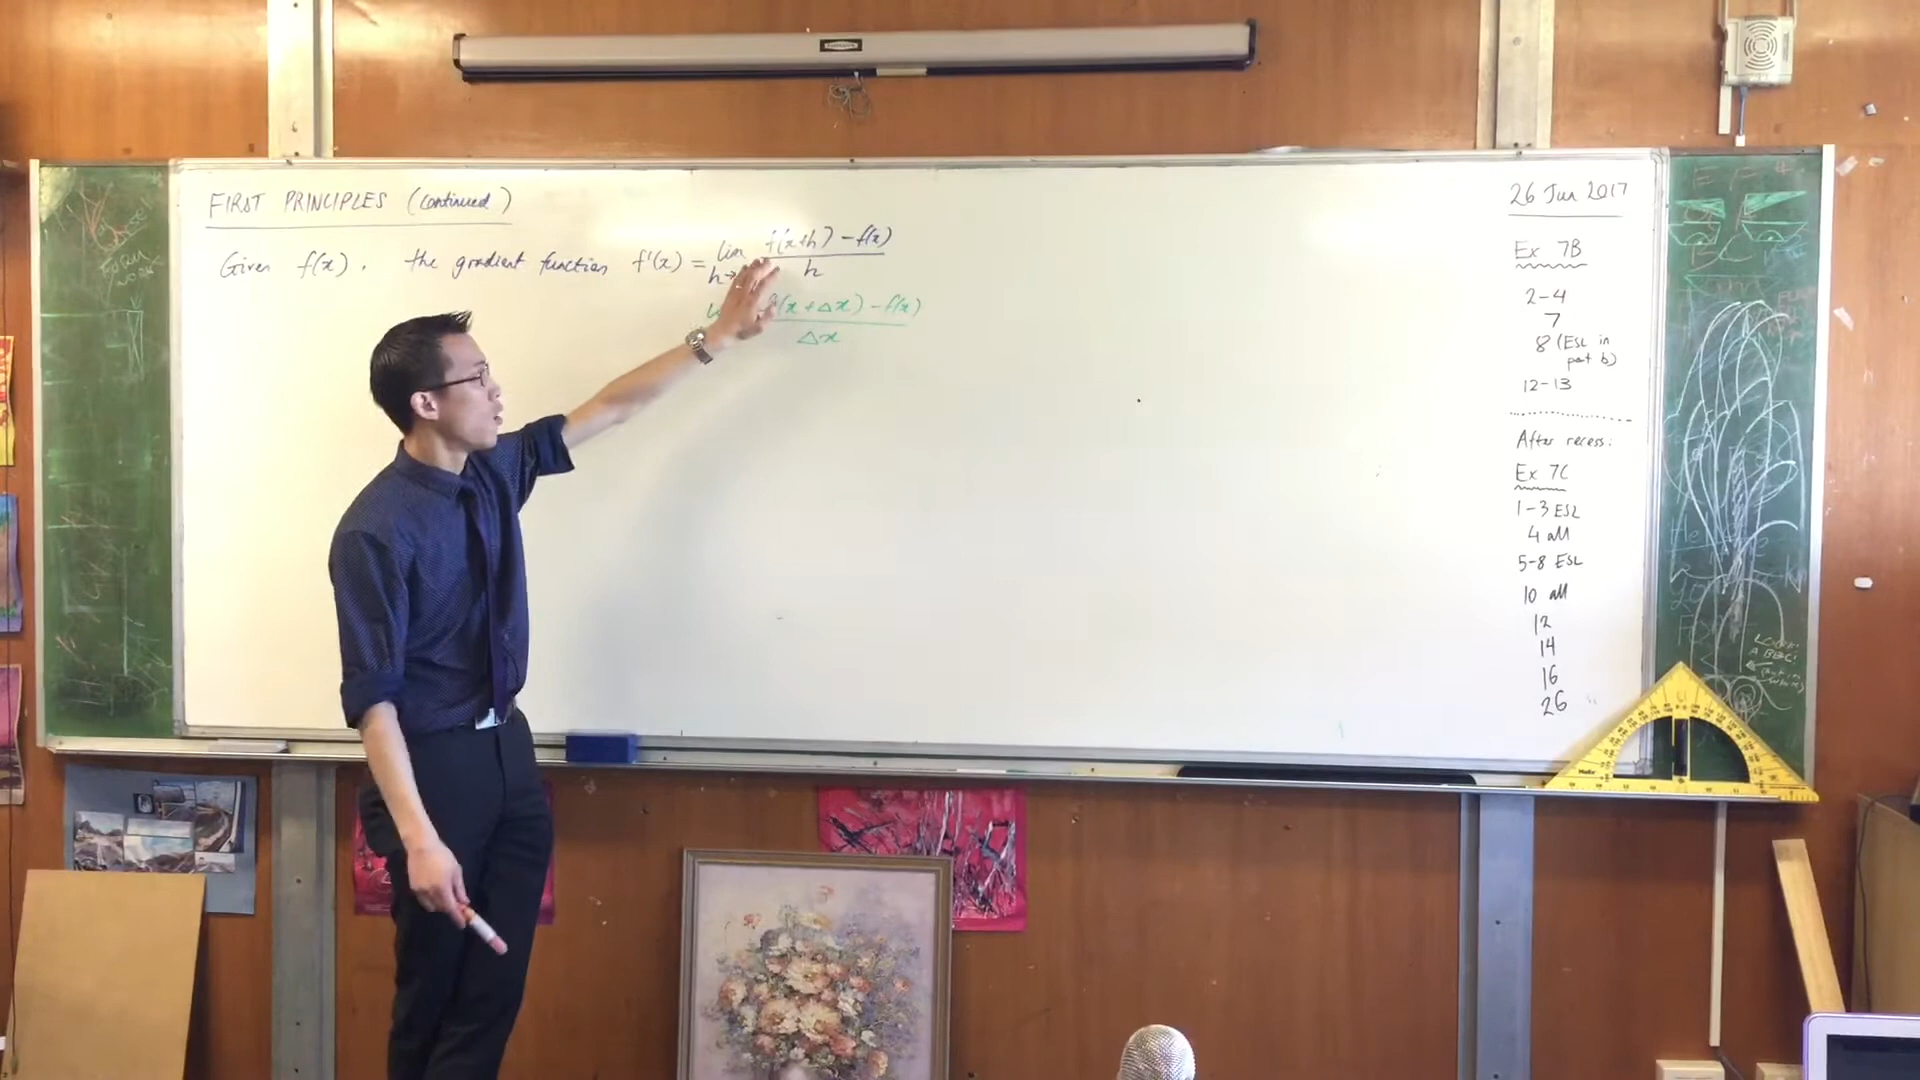 FIRST PRINCIPLES (continued)
Given f(x), the gradient function f'(x) = lim h→ f(x+h) - f(x) / h
f(x + Δx) - f(x) / Δx
26 Jun 2017
Ex 7B
2-4
7
8 (ESL in
part b)
12-13
After recess:
Ex 7C
1-3 ESL
4 all
5-8 ESL
10 all
12
14
16
26